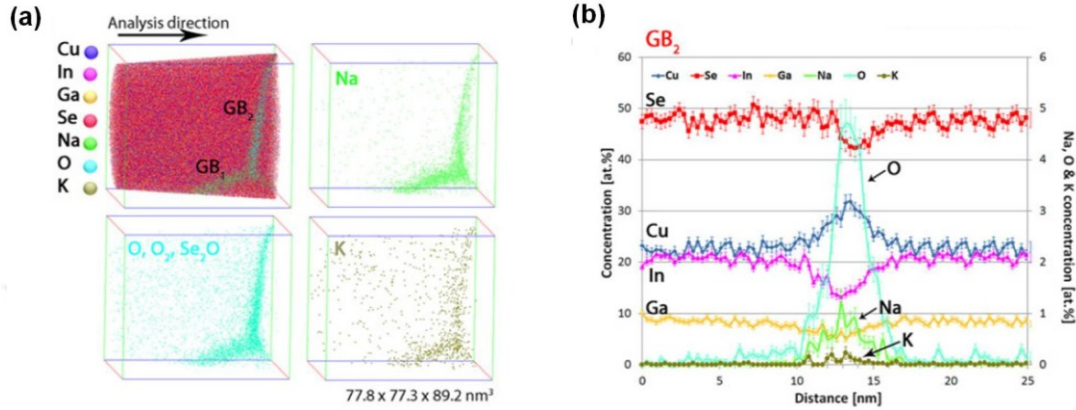 (a)
Analysis direction
Cu
In
Ga
Se
Na
O
K
GB₂
GB₁
Na
O, O₂, Se₂O
K
77.8 x 77.3 x 89.2 nm³
(b)
GB₂
Cu Se In Ga Na O K
Se
O
Cu
In
Ga
Na
K
Concentration [at.%]
60
50
40
30
20
10
0
Na, O & K concentration [at.%]
6
5
4
3
2
1
0
0 5 10 15 20 25
Distance [nm]